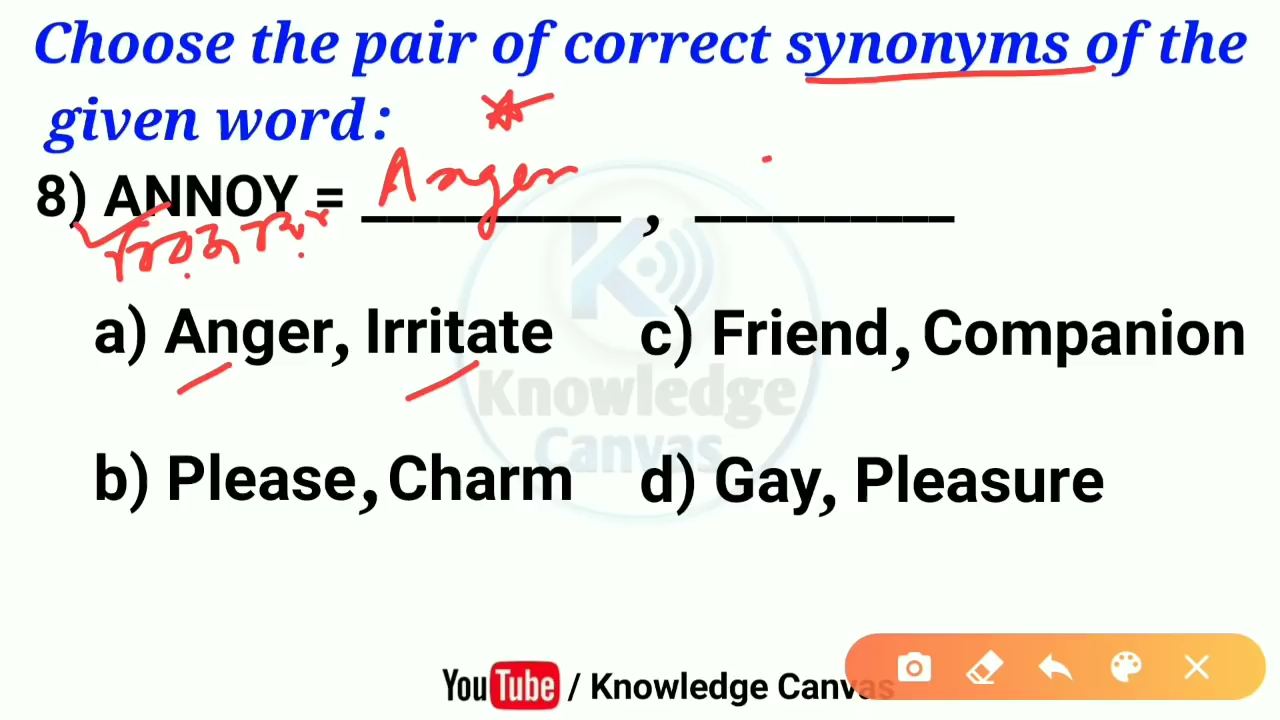 Choose the pair of correct synonyms of the
given word:
8) ANNOY = Anger , __________
a) Anger, Irritate c) Friend, Companion
b) Please, Charm d) Gay, Pleasure
Knowledge
Canvas
YouTube / Knowledge Canvas